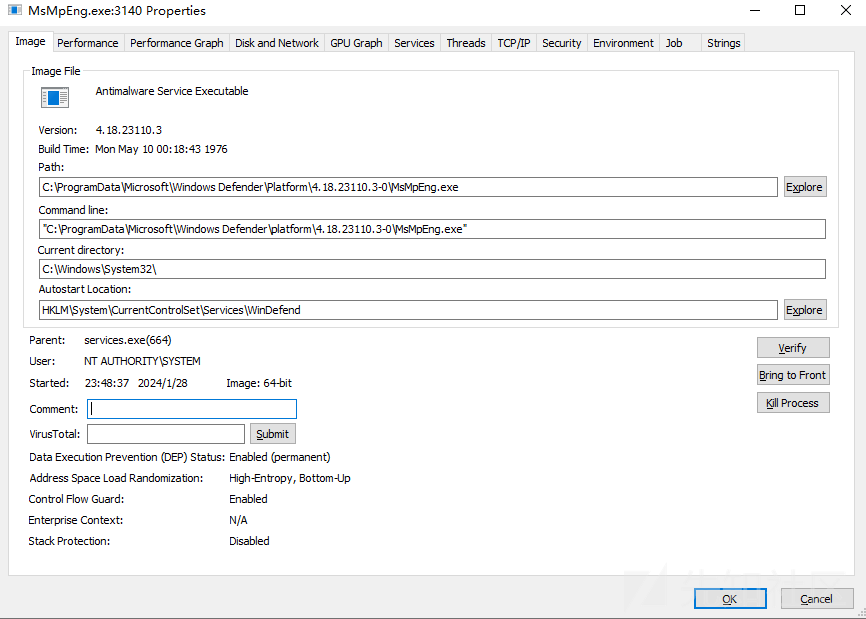 MsMpEng.exe:3140 Properties
Image Performance Performance Graph Disk and Network GPU Graph Services Threads TCP/IP Security Environment Job Strings
Image File
Antimalware Service Executable
Version: 4.18.23110.3
Build Time: Mon May 10 00:18:43 1976
Path:
C:\ProgramData\Microsoft\Windows Defender\Platform\4.18.23110.3-0\MsMpEng.exe Explore
Command line:
"C:\ProgramData\Microsoft\Windows Defender\platform\4.18.23110.3-0\MsMpEng.exe"
Current directory:
C:\Windows\System32\
Autostart Location:
HKLM\System\CurrentControlSet\Services\WinDefend Explore
Parent: services.exe(664)
User: NT AUTHORITY\SYSTEM
Started: 23:48:37 2024/1/28 Image: 64-bit
Comment:
VirusTotal: Submit
Verify
Bring to Front
Kill Process
Data Execution Prevention (DEP) Status: Enabled (permanent)
Address Space Load Randomization: High-Entropy, Bottom-Up
Control Flow Guard: Enabled
Enterprise Context: N/A
Stack Protection: Disabled
OK Cancel